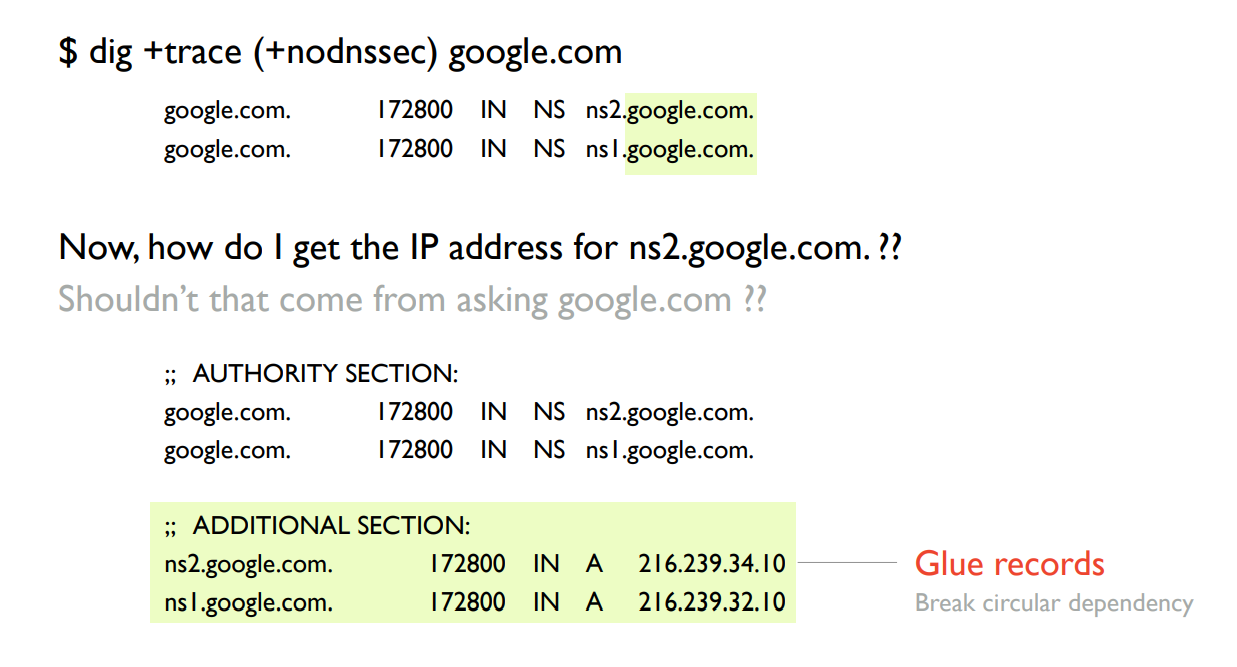 $ dig +trace (+nodnssec) google.com
google.com. 172800 IN NS ns2.google.com.
google.com. 172800 IN NS ns1.google.com.
Now, how do I get the IP address for ns2.google.com. ??
Shouldn’t that come from asking google.com ??
;; AUTHORITY SECTION:
google.com. 172800 IN NS ns2.google.com.
google.com. 172800 IN NS ns1.google.com.
;; ADDITIONAL SECTION:
ns2.google.com. 172800 IN A 216.239.34.10
ns1.google.com. 172800 IN A 216.239.32.10
Glue records
Break circular dependency